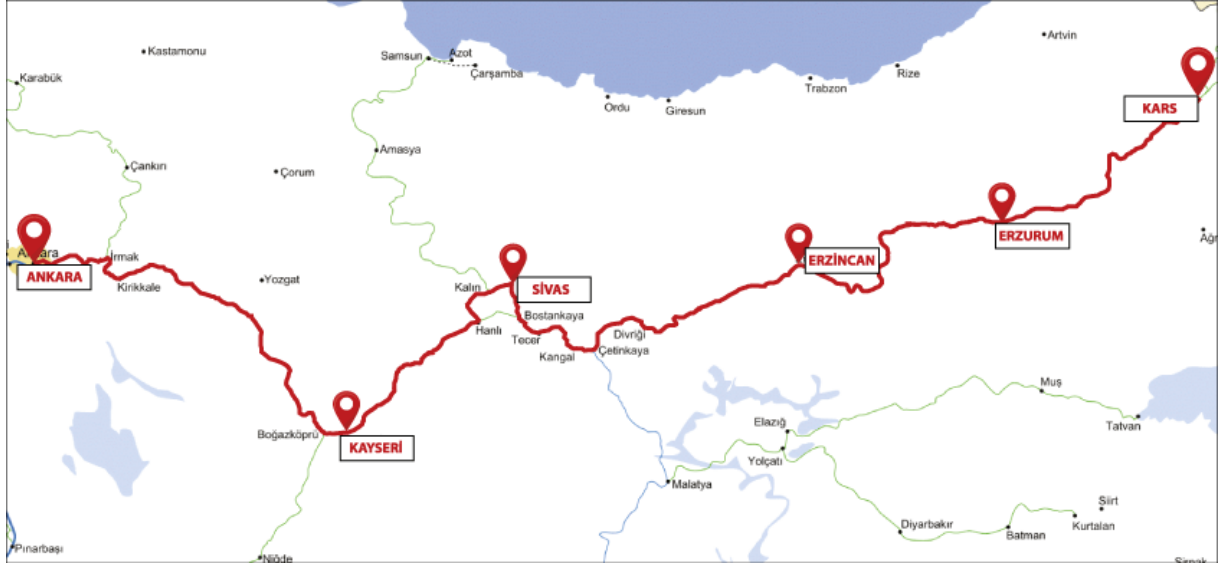 Artvin
Kastamonu
Samsun
Azot
Çarşamba
Rize
Karabük
Trabzon
Ordu
Giresun
KARS
Amasya
Çankırı
Çorum
ERZURUM
Ankara
Irmak
ERZİNCAN
ANKARA
Kirikkale
Yozgat
Kalın
SİVAS
Bostankaya
Hanlı
Tecer
Divriği
Kangal
Çetinkaya
Muş
Elazığ
Tatvan
Boğazköprü
KAYSERİ
Yolçatı
Malatya
Siirt
Diyarbakır
Batman
Kurtalan
Pınarbaşı
Niğde